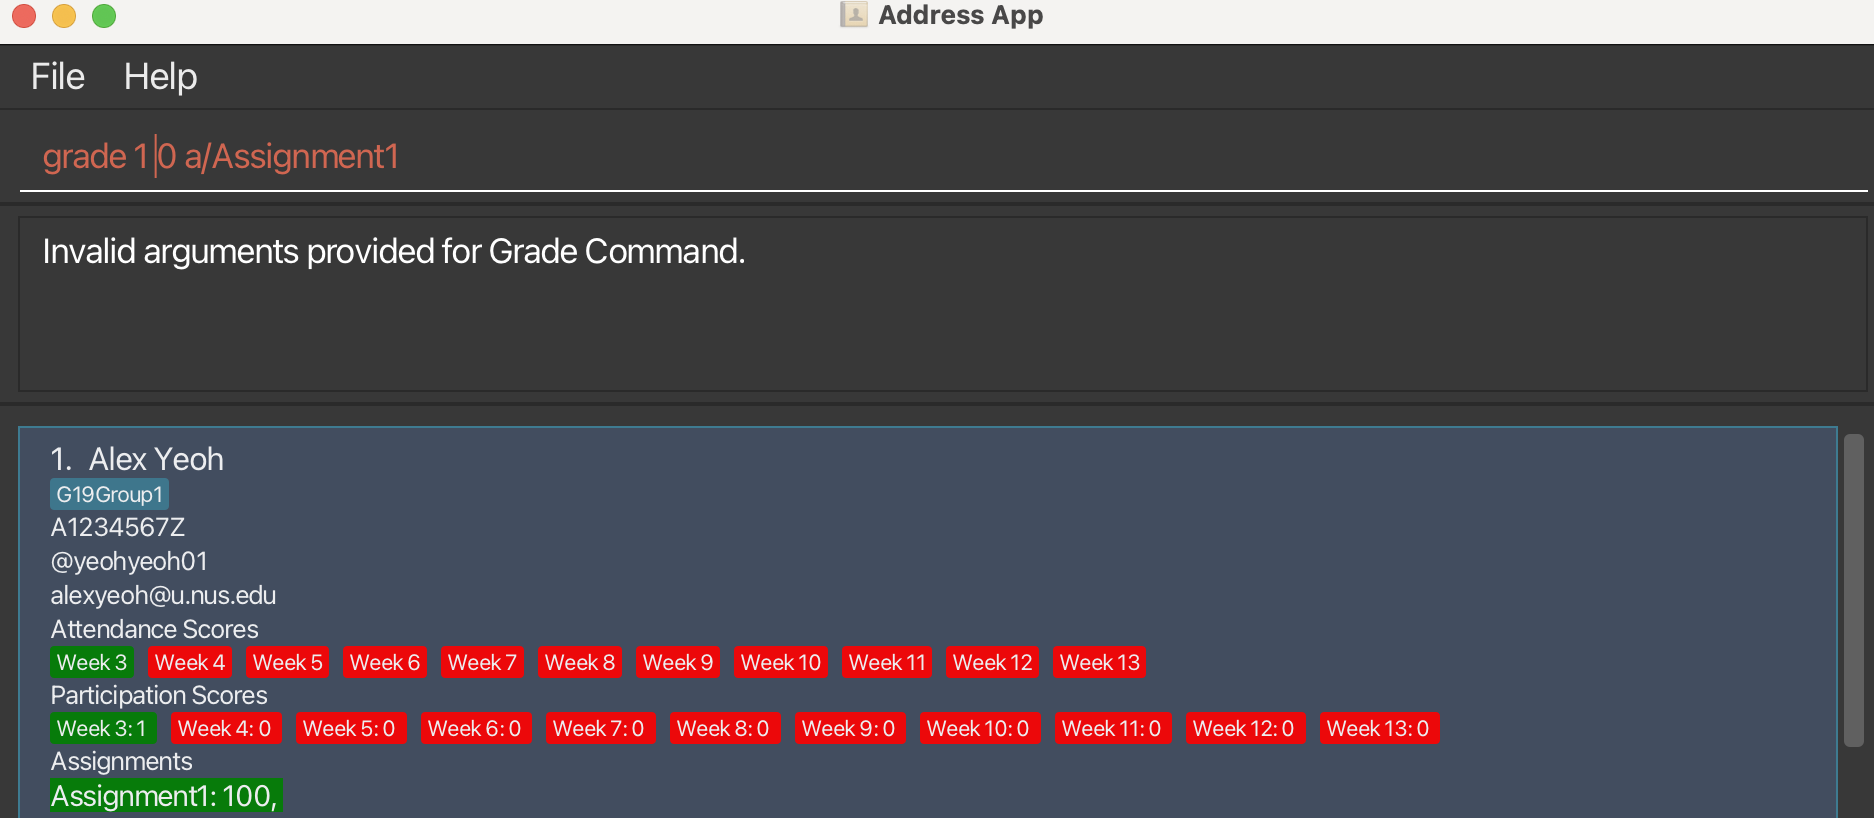 Address App
File Help
grade 1 0 a/Assignment1
Invalid arguments provided for Grade Command.
1. Alex Yeoh
G19Group1
A1234567Z
@yeohyeoh01
alexyeoh@u.nus.edu
Attendance Scores
Week 3 Week 4 Week 5 Week 6 Week 7 Week 8 Week 9 Week 10 Week 11 Week 12 Week 13
Participation Scores
Week 3: 1 Week 4: 0 Week 5: 0 Week 6: 0 Week 7: 0 Week 8: 0 Week 9: 0 Week 10: 0 Week 11: 0 Week 12: 0 Week 13: 0
Assignments
Assignment1: 100,